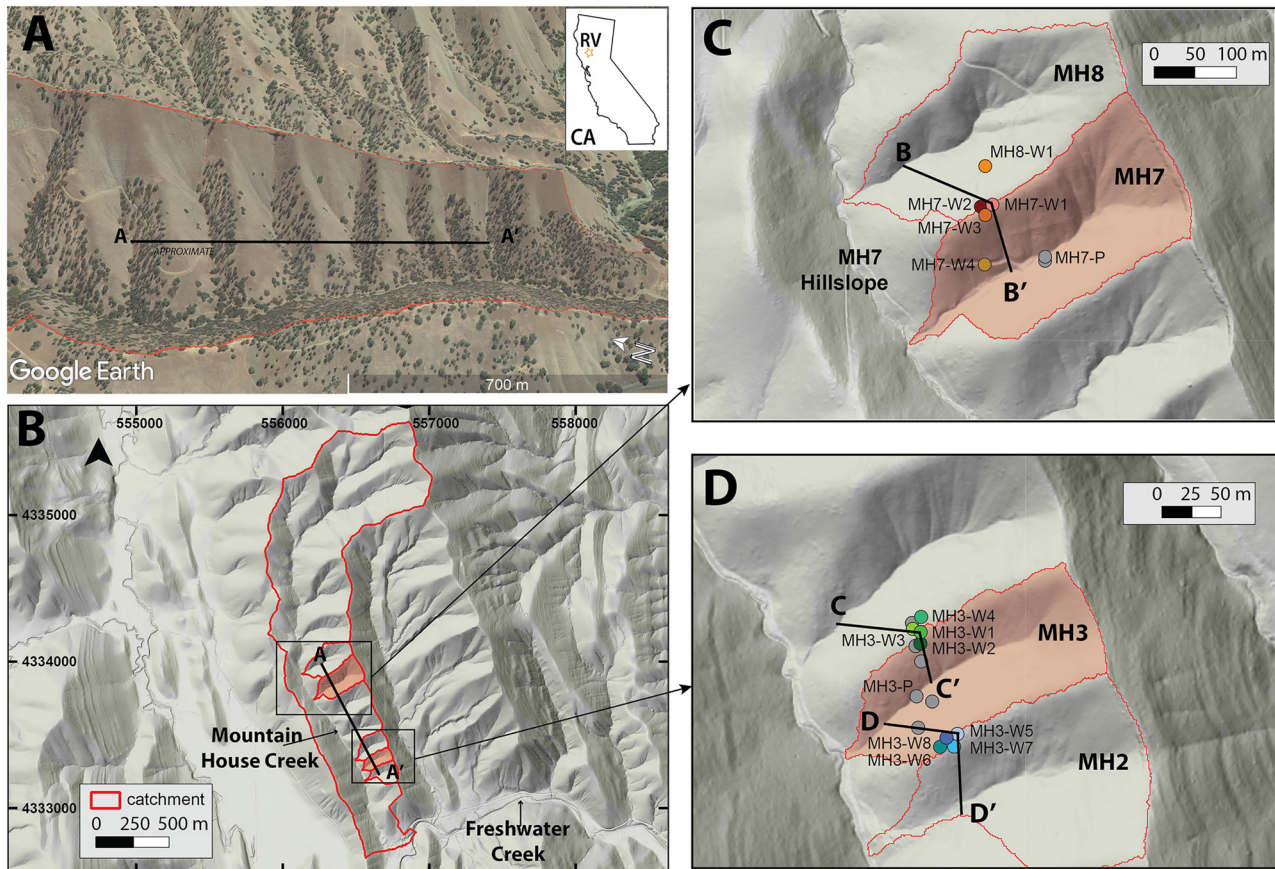 A
RV
CA
A
A'
APPROXIMATE
N
Google Earth
700 m
B
555000
556000
557000
558000
4335000
4334000
4333000
A
A'
Mountain
House Creek
Freshwater
Creek
catchment
0 250 500 m
C
0 50 100 m
MH8
MH7
B
MH8-W1
MH7-W2
MH7-W1
MH7-W3
MH7-W4
MH7-P
MH7
Hillslope
B'
D
0 25 50 m
C
MH3-W4
MH3-W3
MH3-W1
MH3-W2
MH3
MH3-P
C'
D
MH3-W5
MH3-W8
MH3-W7
MH3-W6
MH2
D'